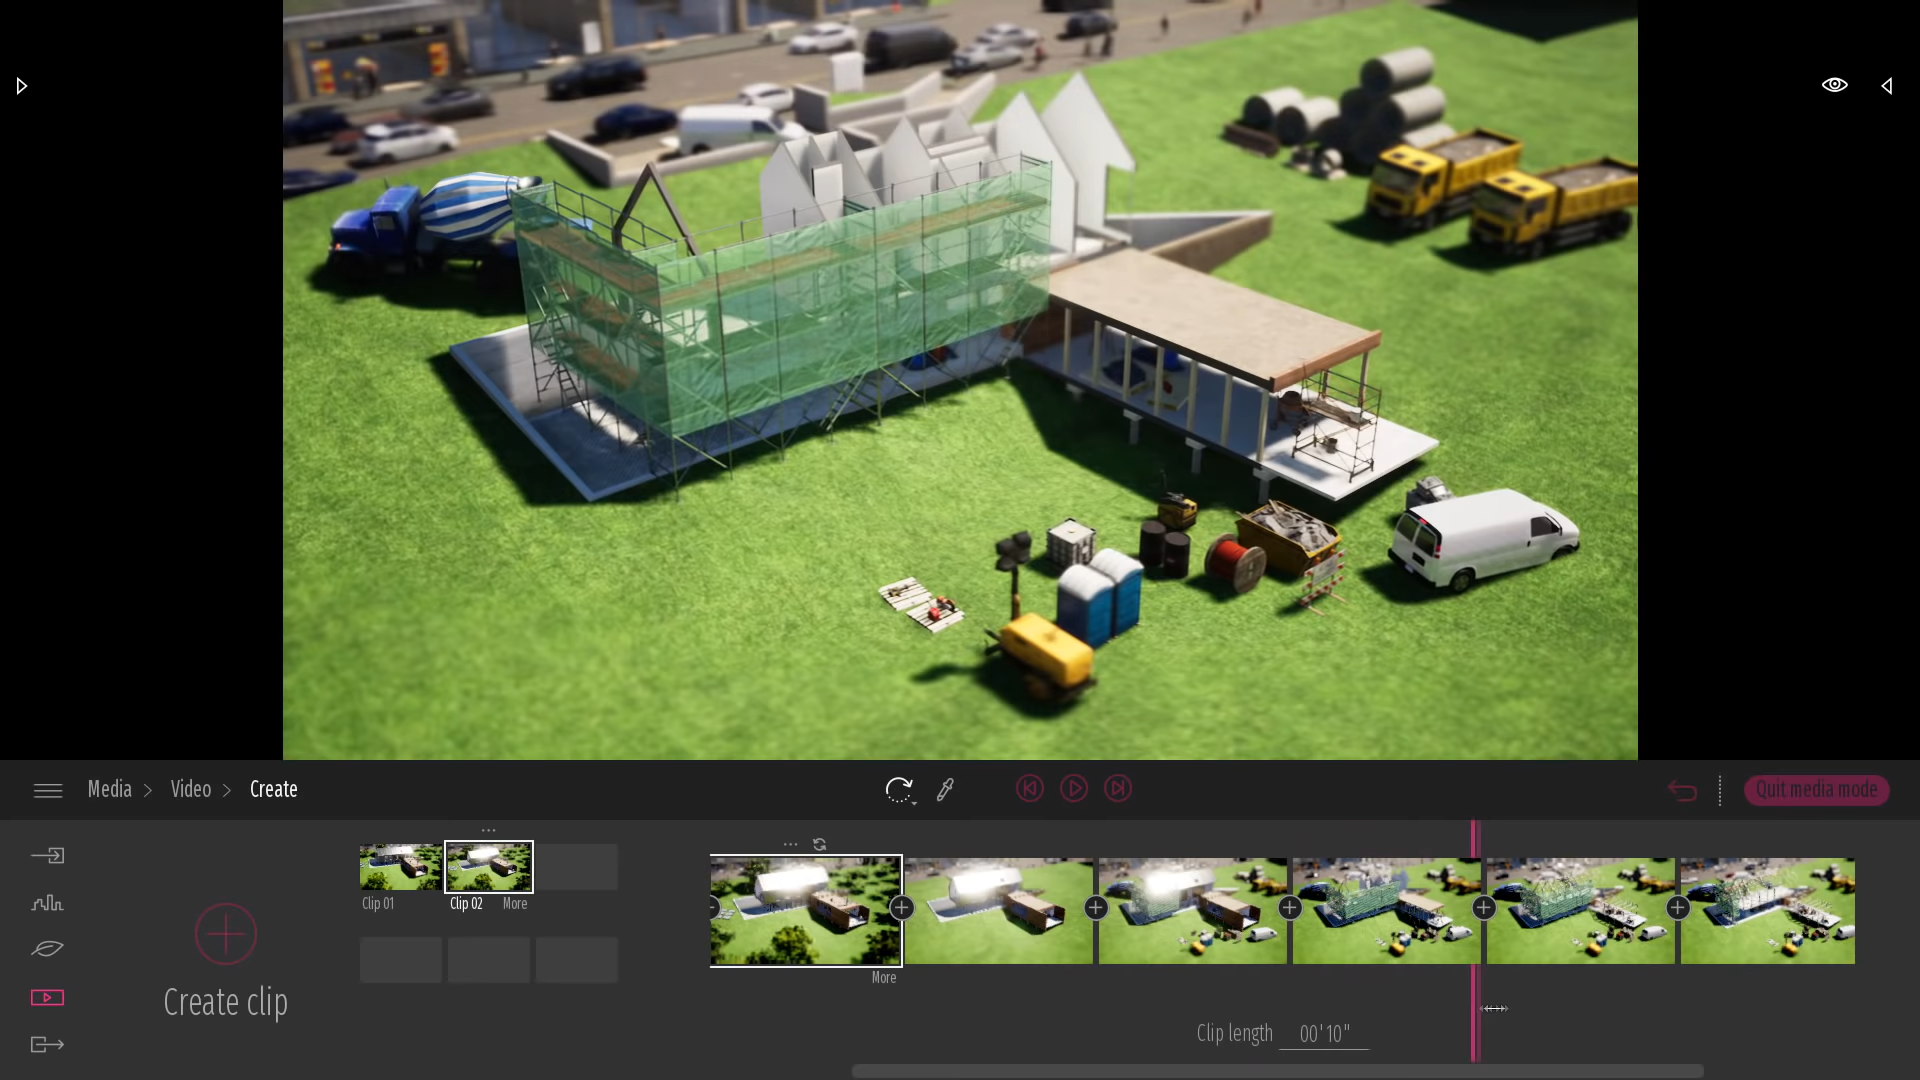 Media > Video > Create
Quit media mode
Clip 01
Clip 02
More
More
Create clip
Clip length 00'10"